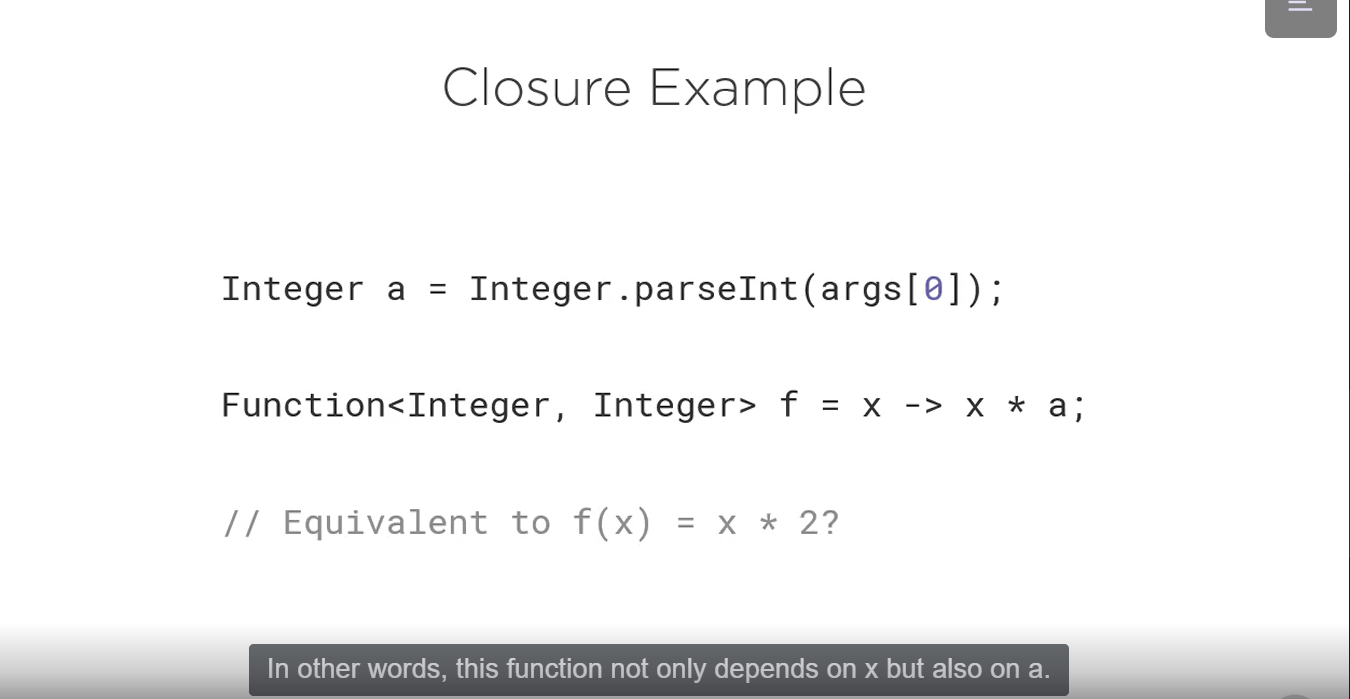 Closure Example
Integer a = Integer.parseInt(args[0]);
Function<Integer, Integer> f = x -> x * a;
// Equivalent to f(x) = x * 2?
In other words, this function not only depends on x but also on a.